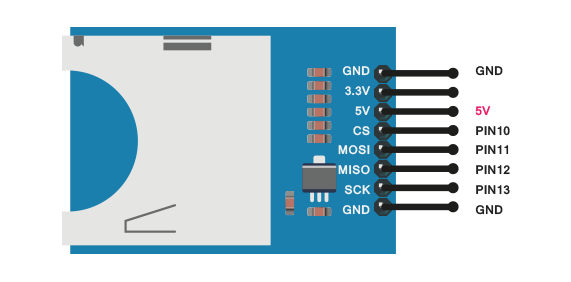 GND GND
3.3V
5V 5V
CS PIN10
MOSI PIN11
MISO PIN12
SCK PIN13
GND GND